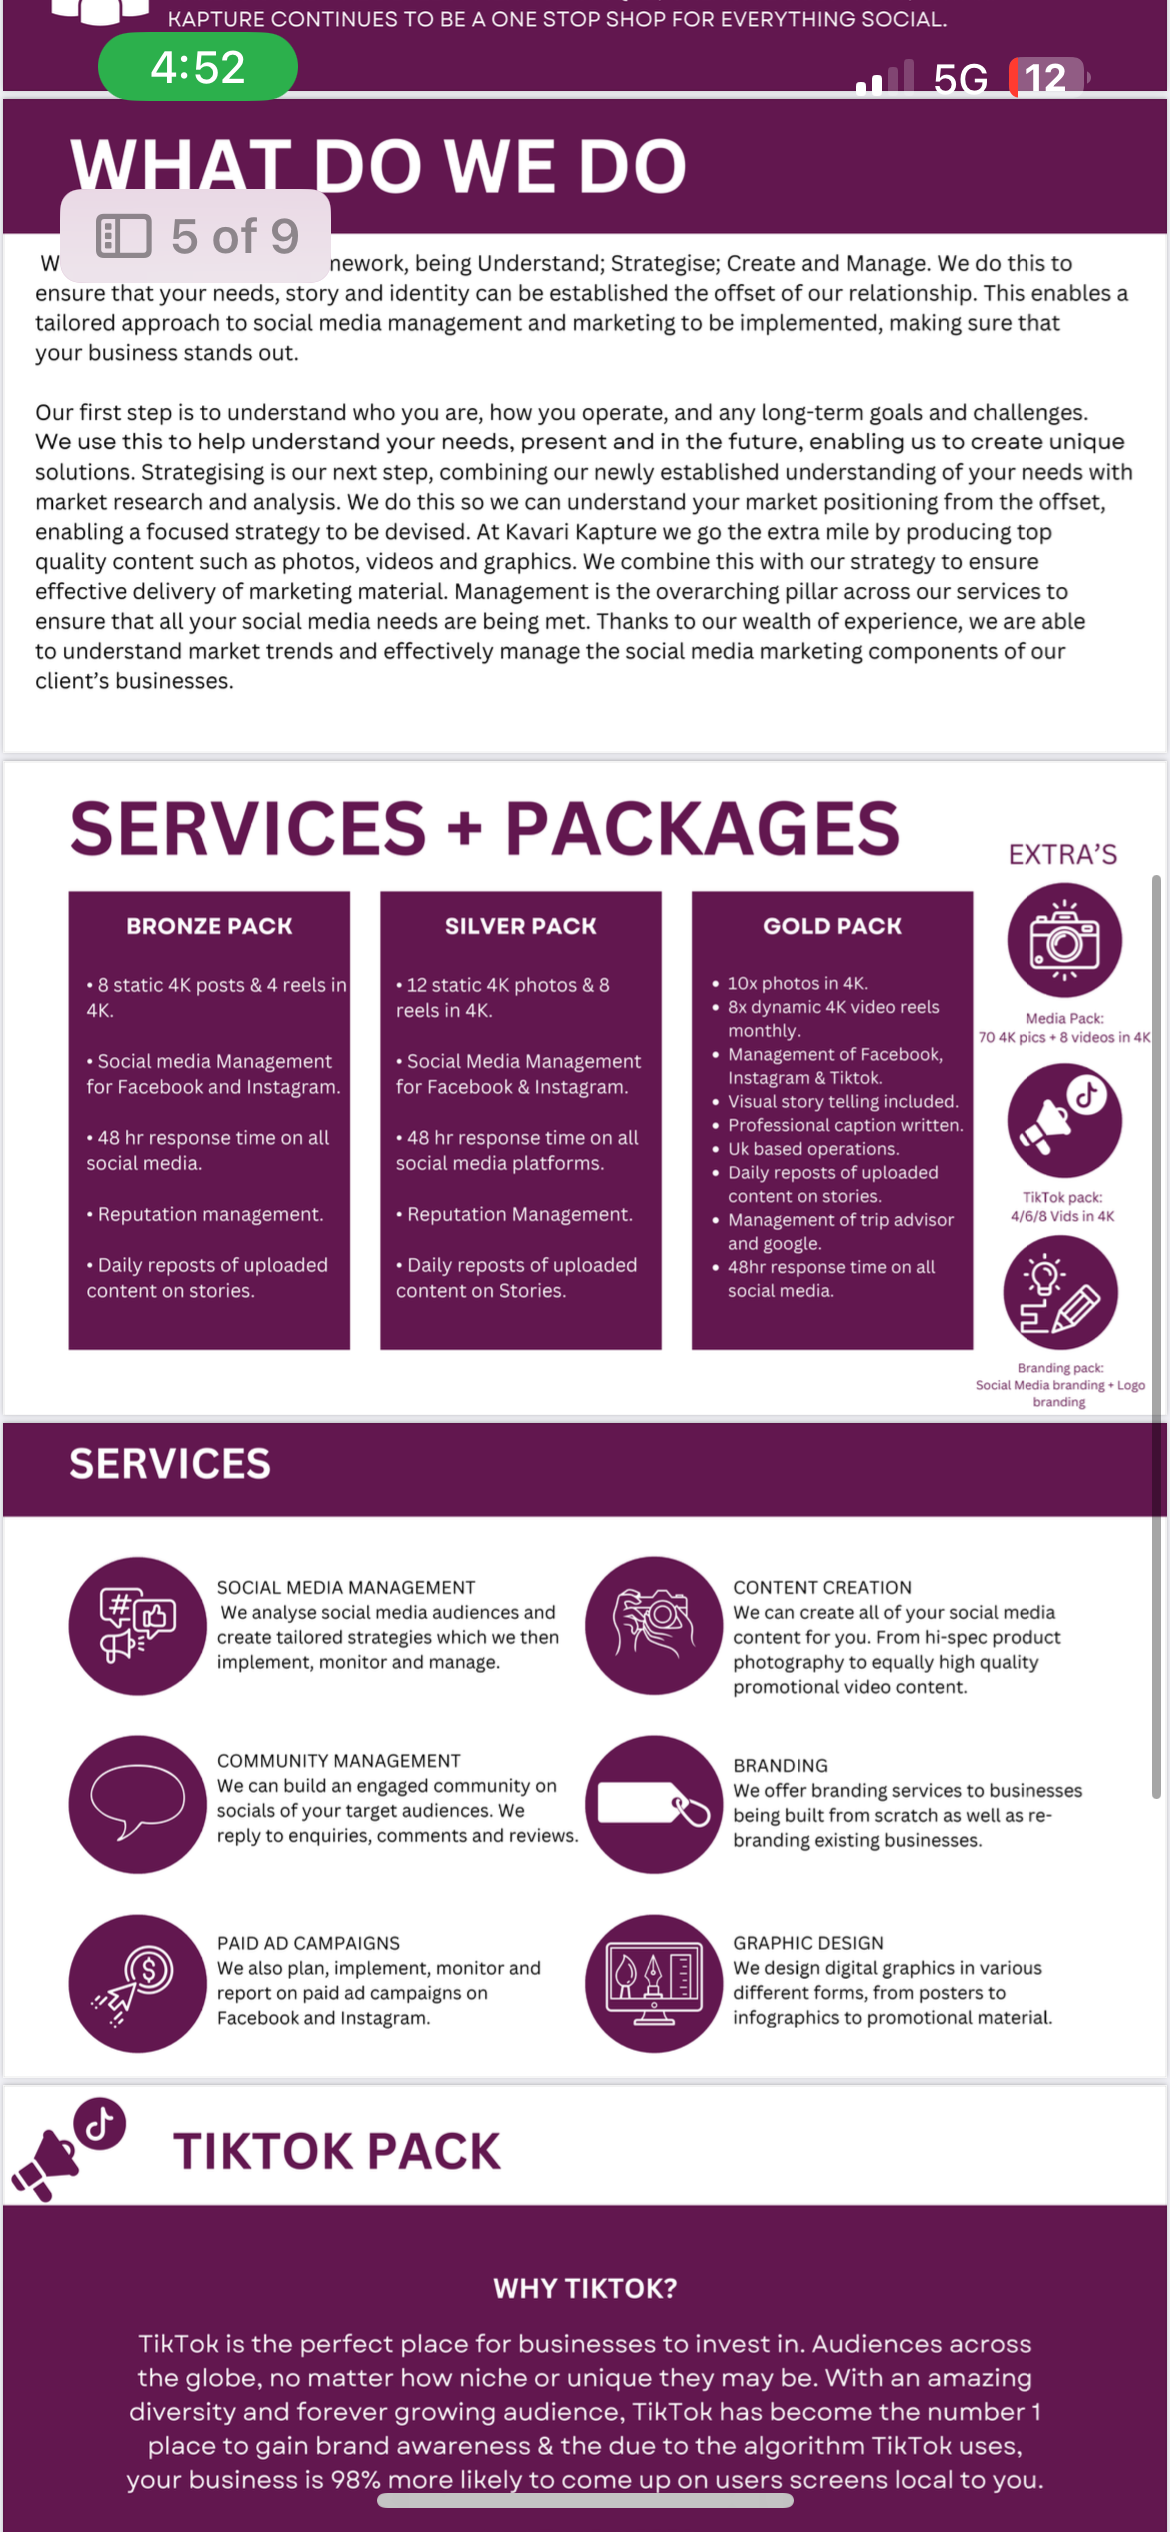 KAPTURE CONTINUES TO BE A ONE STOP SHOP FOR EVERYTHING SOCIAL.
4:52
5G 12
WHAT DO WE DO
5 of 9
W
mework, being Understand; Strategise; Create and Manage. We do this to
ensure that your needs, story and identity can be established the offset of our relationship. This enables a
tailored approach to social media management and marketing to be implemented, making sure that
your business stands out.
Our first step is to understand who you are, how you operate, and any long-term goals and challenges.
We use this to help understand your needs, present and in the future, enabling us to create unique
solutions. Strategising is our next step, combining our newly established understanding of your needs with
market research and analysis. We do this so we can understand your market positioning from the offset,
enabling a focused strategy to be devised. At Kavari Kapture we go the extra mile by producing top
quality content such as photos, videos and graphics. We combine this with our strategy to ensure
effective delivery of marketing material. Management is the overarching pillar across our services to
ensure that all your social media needs are being met. Thanks to our wealth of experience, we are able
to understand market trends and effectively manage the social media marketing components of our
client's businesses.
SERVICES + PACKAGES
BRONZE PACK
• 8 static 4K posts & 4 reels in
4K.
• Social media Management
for Facebook and Instagram.
• 48 hr response time on all
social media.
• Reputation management.
• Daily reposts of uploaded
content on stories.
SILVER PACK
• 12 static 4K photos & 8
reels in 4K.
• Social Media Management
for Facebook & Instagram.
• 48 hr response time on all
social media platforms.
• Reputation Management.
• Daily reposts of uploaded
content on Stories.
GOLD PACK
• 10x photos in 4K.
• 8x dynamic 4K video reels
monthly.
• Management of Facebook,
Instagram & Tiktok.
• Visual story telling included.
• Professional caption written.
• Uk based operations.
• Daily reposts of uploaded
content on stories.
• Management of trip advisor
and google.
• 48hr response time on all
social media.
EXTRA'S
Media Pack:
70 4K pics + 8 videos in 4K
TikTok pack:
4/6/8 Vids in 4K
Branding pack:
Social Media branding + Logo
branding
SERVICES
SOCIAL MEDIA MANAGEMENT
We analyse social media audiences and
create tailored strategies which we then
implement, monitor and manage.
CONTENT CREATION
We can create all of your social media
content for you. From hi-spec product
photography to equally high quality
promotional video content.
COMMUNITY MANAGEMENT
We can build an engaged community on
socials of your target audiences. We
reply to enquiries, comments and reviews.
BRANDING
We offer branding services to businesses
being built from scratch as well as re-
branding existing businesses.
PAID AD CAMPAIGNS
We also plan, implement, monitor and
report on paid ad campaigns on
Facebook and Instagram.
GRAPHIC DESIGN
We design digital graphics in various
different forms, from posters to
infographics to promotional material.
TIKTOK PACK
WHY TIKTOK?
TikTok is the perfect place for businesses to invest in. Audiences across
the globe, no matter how niche or unique they may be. With an amazing
diversity and forever growing audience, TikTok has become the number 1
place to gain brand awareness & the due to the algorithm TikTok uses,
your business is 98% more likely to come up on users screens local to you.